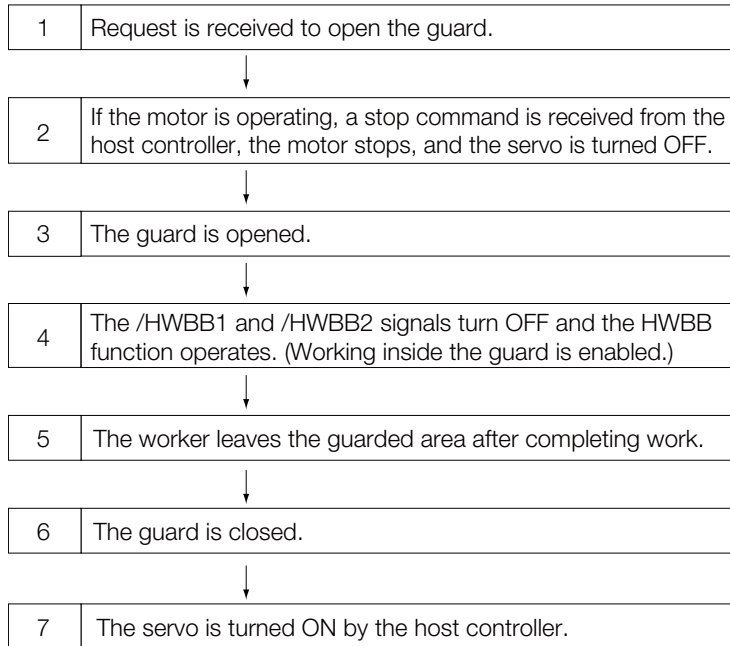 1 Request is received to open the guard.
2 If the motor is operating, a stop command is received from the
host controller, the motor stops, and the servo is turned OFF.
3 The guard is opened.
4 The /HWBB1 and /HWBB2 signals turn OFF and the HWBB
function operates. (Working inside the guard is enabled.)
5 The worker leaves the guarded area after completing work.
6 The guard is closed.
7 The servo is turned ON by the host controller.